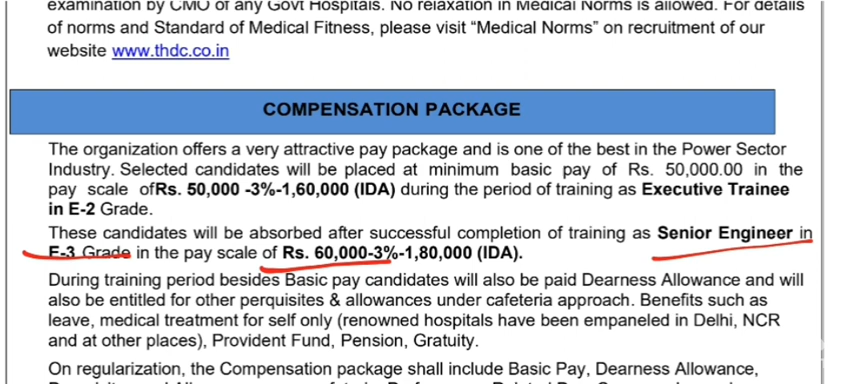 examination by CMO of any Govt Hospitals. No relaxation in Medical Norms is allowed. For details
of norms and Standard of Medical Fitness, please visit “Medical Norms” on recruitment of our
website www.thdc.co.in
COMPENSATION PACKAGE
The organization offers a very attractive pay package and is one of the best in the Power Sector
Industry. Selected candidates will be placed at minimum basic pay of Rs. 50,000.00 in the
pay scale ofRs. 50,000 -3%-1,60,000 (IDA) during the period of training as Executive Trainee
in E-2 Grade.
These candidates will be absorbed after successful completion of training as Senior Engineer in
E-3 Grade in the pay scale of Rs. 60,000-3%-1,80,000 (IDA).
During training period besides Basic pay candidates will also be paid Dearness Allowance and will
also be entitled for other perquisites & allowances under cafeteria approach. Benefits such as
leave, medical treatment for self only (renowned hospitals have been empaneled in Delhi, NCR
and at other places), Provident Fund, Pension, Gratuity.
On regularization, the Compensation package shall include Basic Pay, Dearness Allowance,